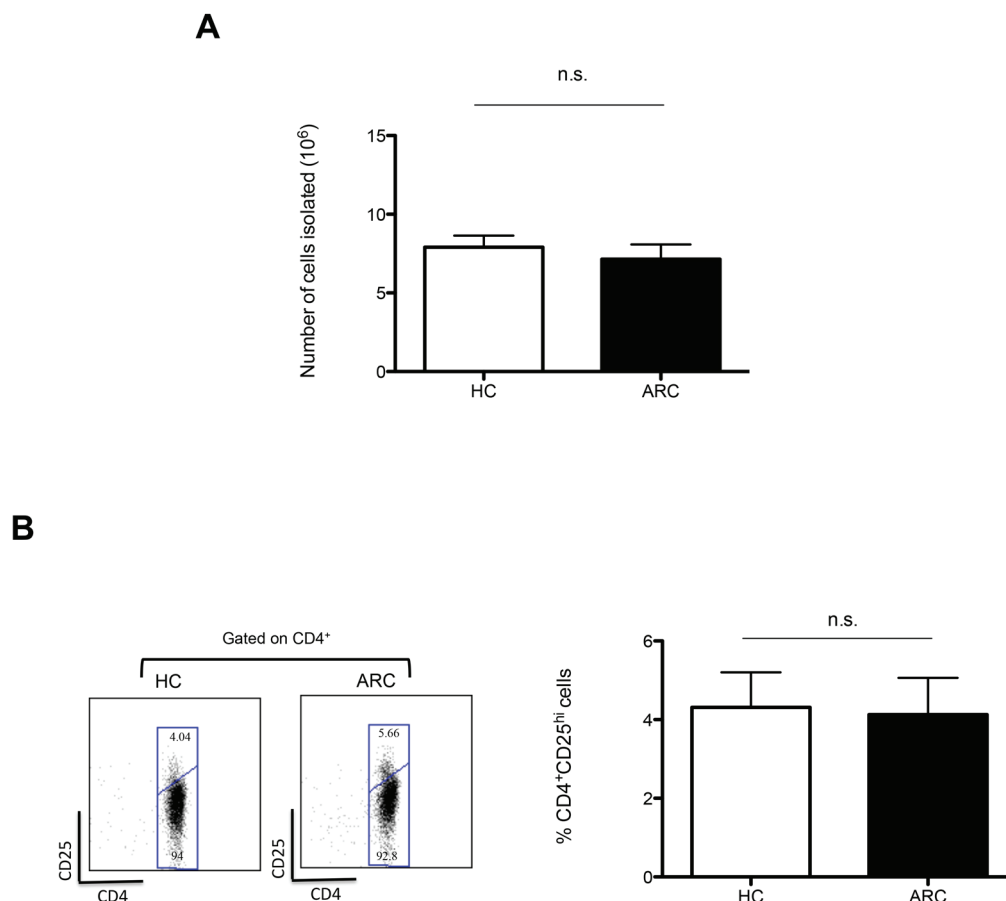 A
n.s.
Number of cells isolated (10⁶)
15
10
5
0
HC
ARC
B
Gated on CD4⁺
HC
ARC
4.04
94
5.66
92.8
CD25
CD4
CD25
CD4
n.s.
% CD4⁺CD25ʰⁱ cells
6
4
2
0
HC
ARC